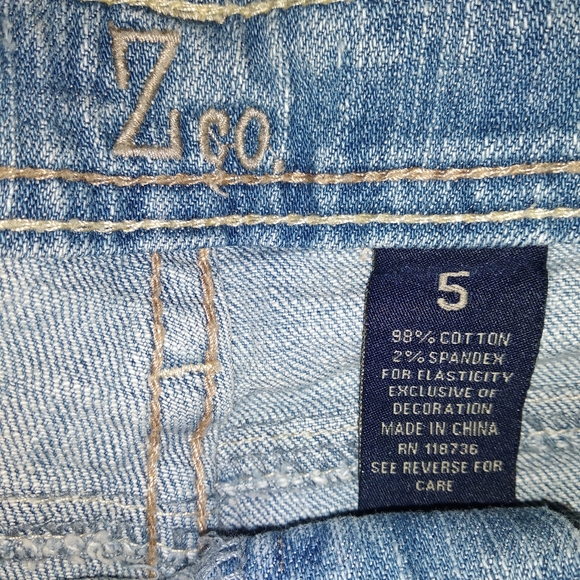 Z co.
5
98% COTTON
2% SPANDEX
FOR ELASTICITY
EXCLUSIVE OF
DECORATION
MADE IN CHINA
RN 118736
SEE REVERSE FOR
CARE